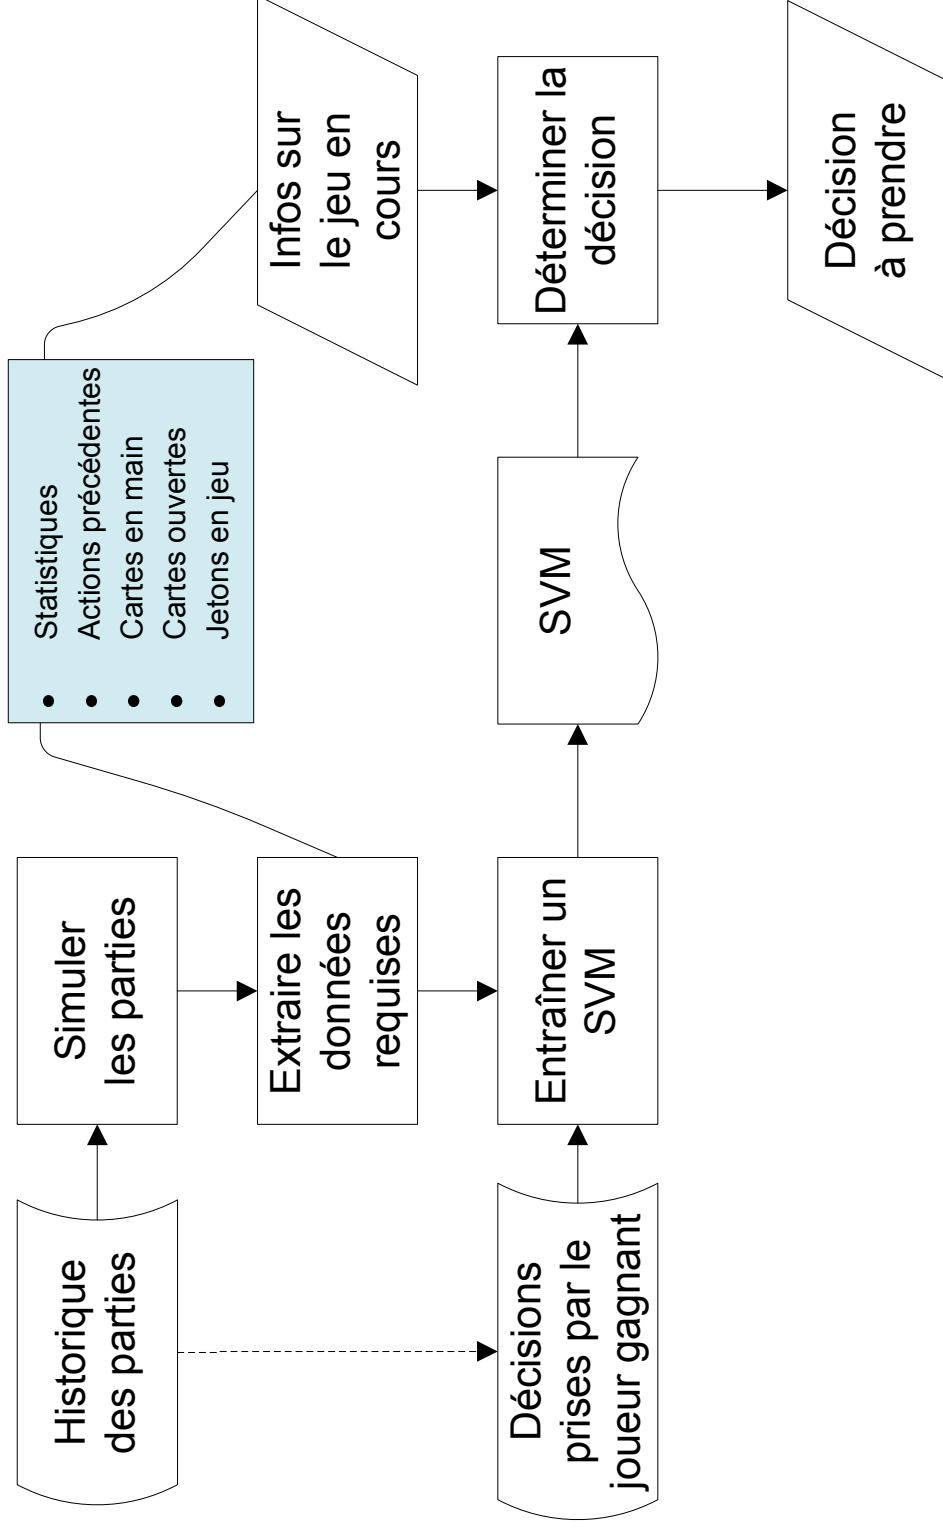 Historique
des parties
Simuler
les parties
• Statistiques
• Actions précédentes
• Cartes en main
• Cartes ouvertes
• Jetons en jeu
Extraire les
données
requises
Infos sur
le jeu en
cours
Décisions
prises par le
joueur gagnant
Entraîner un
SVM
SVM
Déterminer la
décision
Décision
à prendre